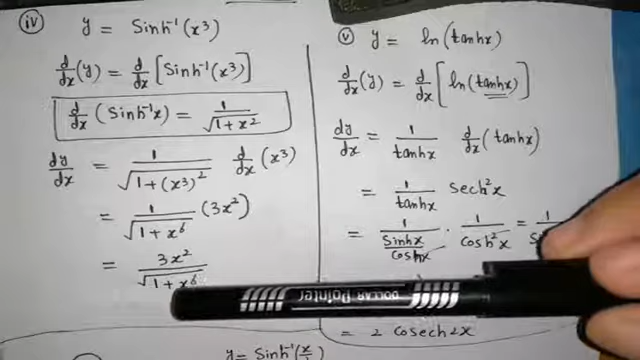 iv y = Sinh⁻¹(x³)
d/dx (y) = d/dx [Sinh⁻¹(x³)]
d/dx (Sinh⁻¹x) = 1/√(1+x²)
dy/dx = 1/√(1+(x³)²) d/dx (x³)
= 1/√(1+x⁶) (3x²)
= 3x²/√(1+x⁶)
v y = ln(tanhx)
d/dx (y) = d/dx [ln(tanhx)]
dy/dx = 1/tanhx d/dx (tanhx)
= 1/tanhx sech²x
= 1/(Sinhx/coshx) · 1/cosh²x = 1/
= 2 Cosech2x
DOLLAR Pointer
y = Sinh⁻¹(x/